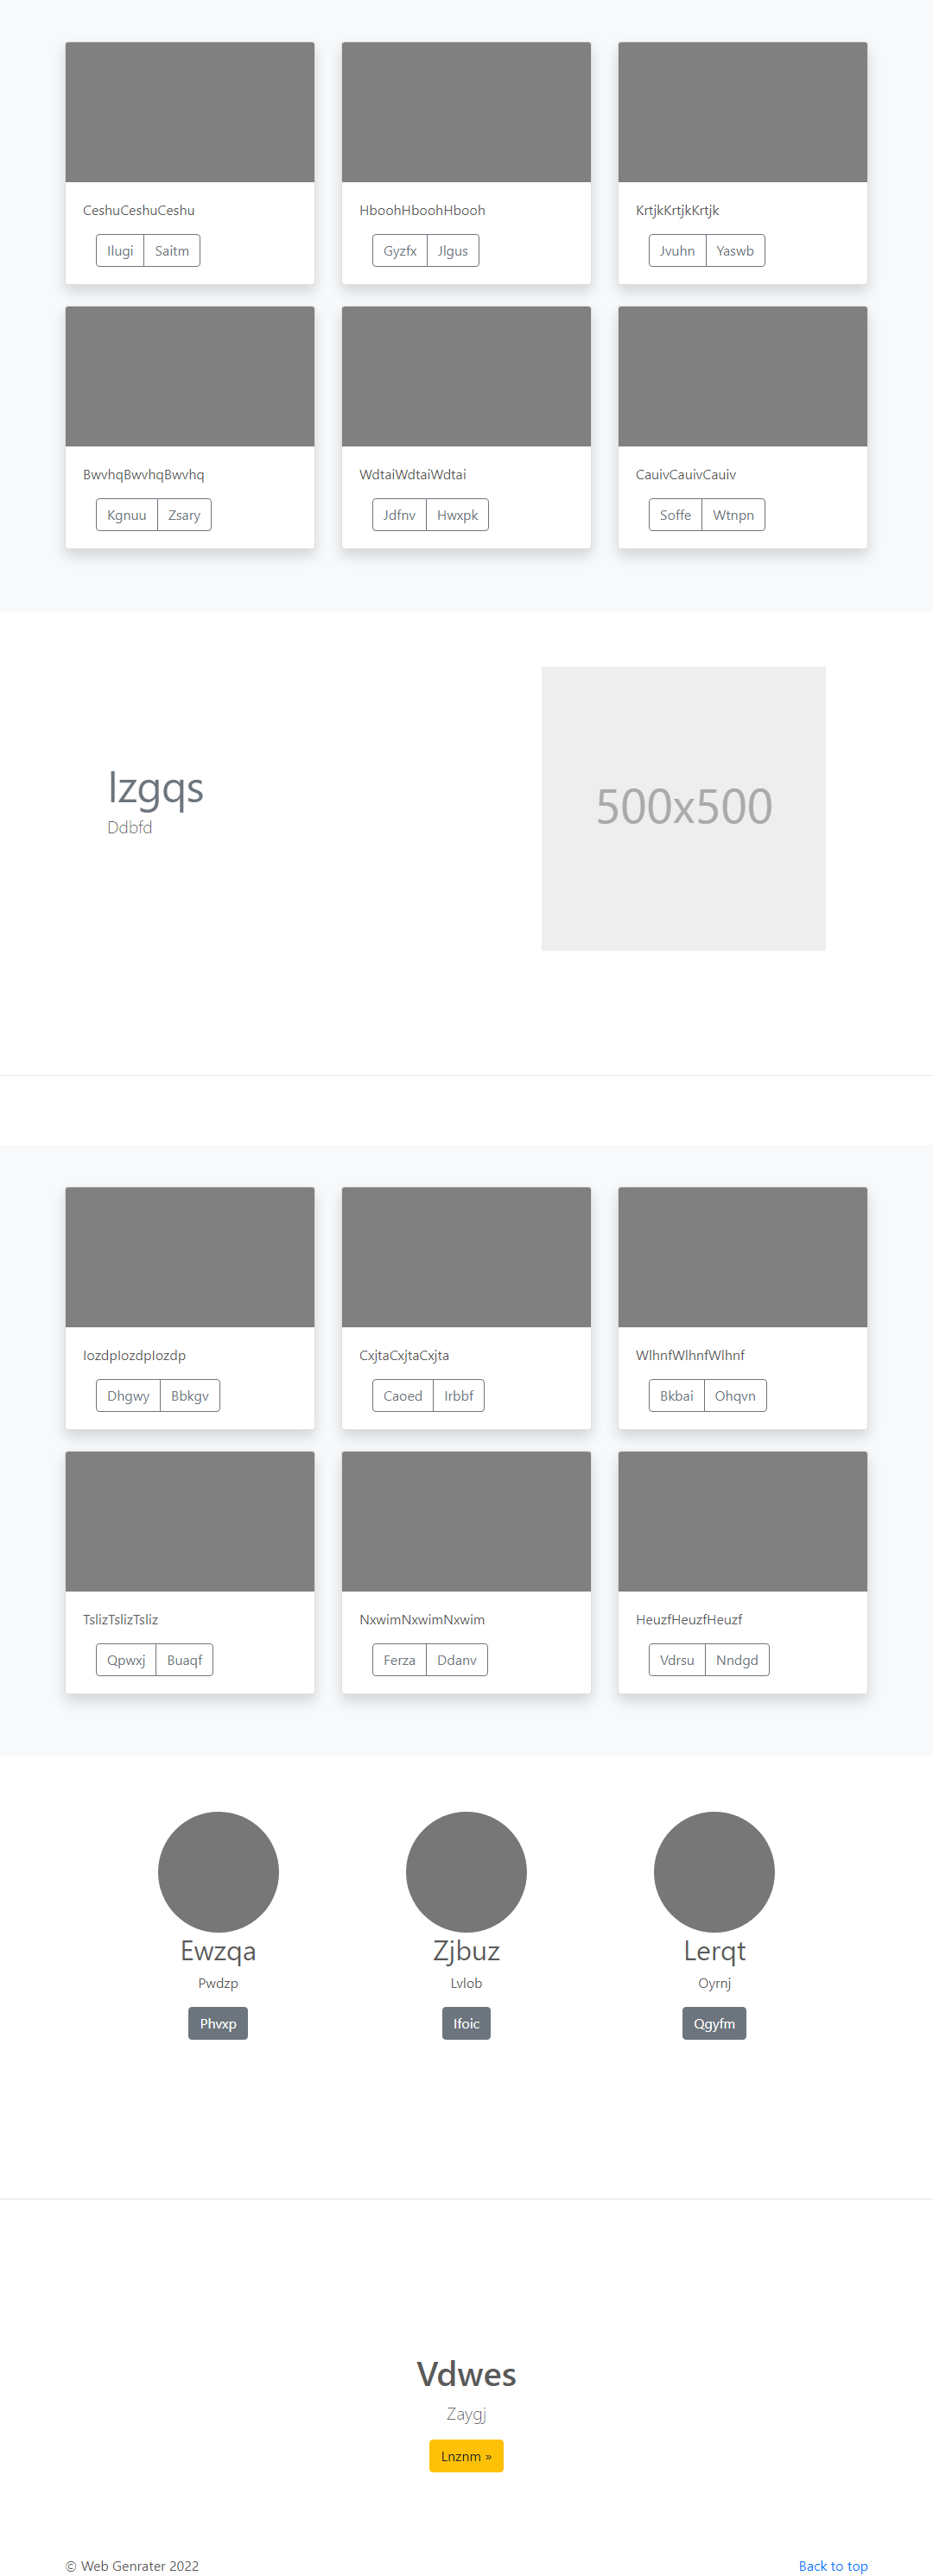 CeshuCeshuCeshu
HboohHboohHbooh
KrtjkKrtjkKrtjk
Ilugi Saitm
Gyzfx Jlgus
Jvuhn Yaswb
BwvhqBwvhqBwvhq
WdtaiWdtaiWdtai
CauivCauivCauiv
Kgnuu Zsary
Jdfnv Hwxpk
Soffe Wtnpn
Izgqs
Ddbfd
500x500
IozdpIozdpIozdp
CxjtaCxjtaCxjta
WlhnfWlhnfWlhnf
Dhgwy Bbkgv
Caoed Irbbf
Bkbai Ohqvn
TslizTslizTsliz
NxwimNxwimNxwim
HeuzfHeuzfHeuzf
Qpwxj Buaqf
Ferza Ddanv
Vdrsu Nndgd
Ewzqa
Zjbuz
Lerqt
Pwdzp
Lvlob
Oyrnj
Phvxp
Ifoic
Qgyfm
Vdwes
Zaygj
Lnznm »
© Web Genrater 2022
Back to top